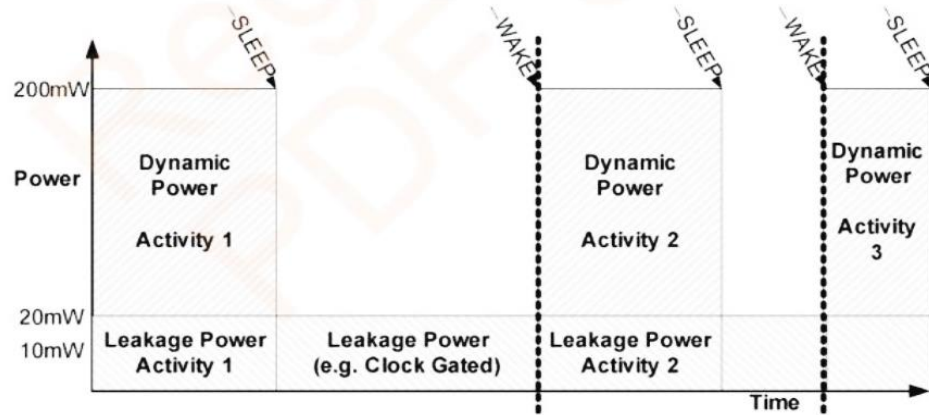 --SLEEP
--WAKE
--SLEEP
--WAKE
--SLEEP
200mW
Power
20mW
10mW
Dynamic
Power
Activity 1
Leakage Power
Activity 1
Leakage Power
(e.g. Clock Gated)
Dynamic
Power
Activity 2
Leakage Power
Activity 2
Dynamic
Power
Activity
3
Time